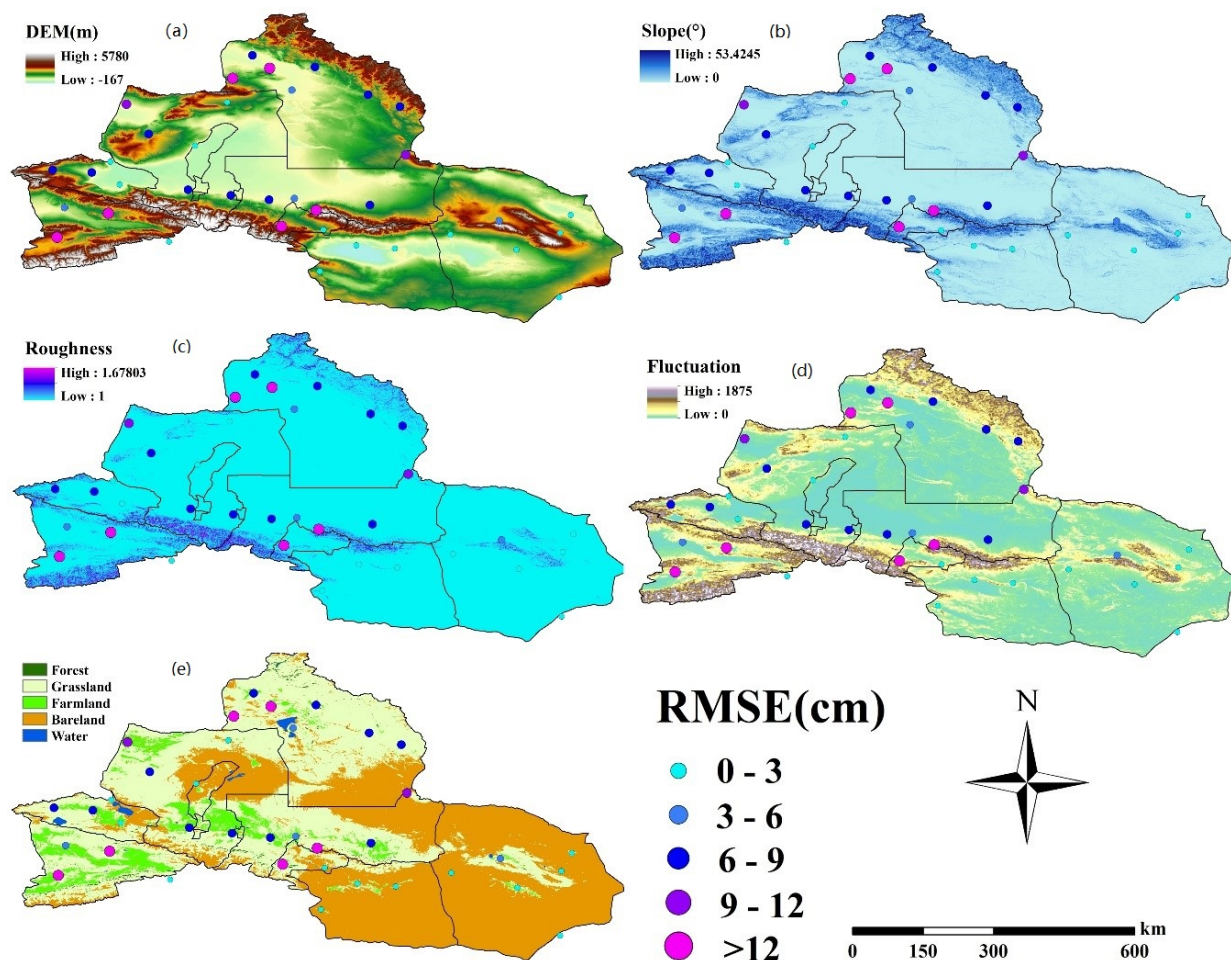 DEM(m)
High : 5780
Low : -167
(a)
Slope(°)
High : 53.4245
Low : 0
(b)
Roughness
High : 1.67803
Low : 1
(c)
Fluctuation
High : 1875
Low : 0
(d)
Forest
Grassland
Farmland
Bareland
Water
(e)
RMSE(cm)
0 - 3
3 - 6
6 - 9
9 - 12
>12
N
km
0 150 300 600